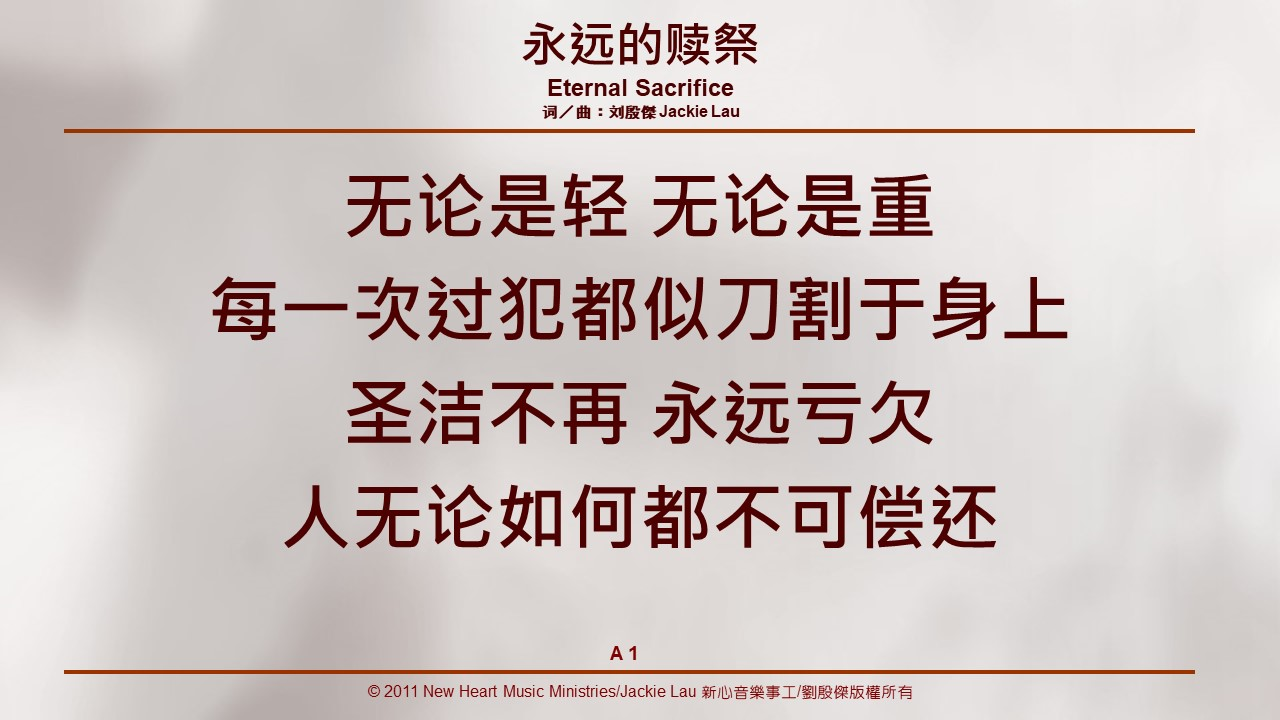 永远的赎祭
Eternal Sacrifice
词／曲：刘殷傑 Jackie Lau
无论是轻 无论是重
每一次过犯都似刀割于身上
圣洁不再 永远亏欠
人无论如何都不可偿还
A 1
© 2011 New Heart Music Ministries/Jackie Lau 新心音樂事工/劉殷傑版權所有